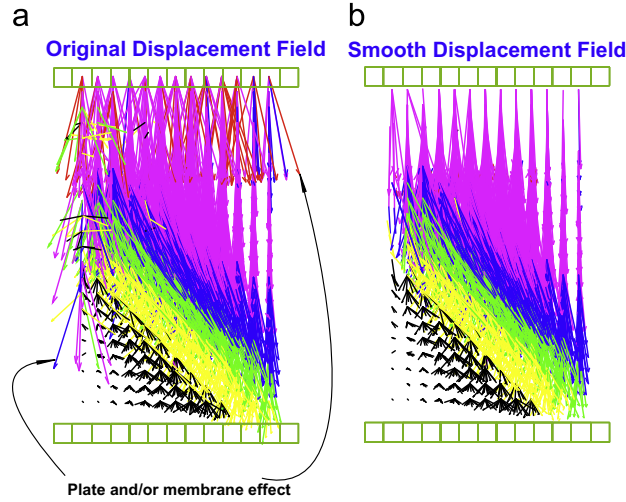 a
Original Displacement Field
b
Smooth Displacement Field
Plate and/or membrane effect